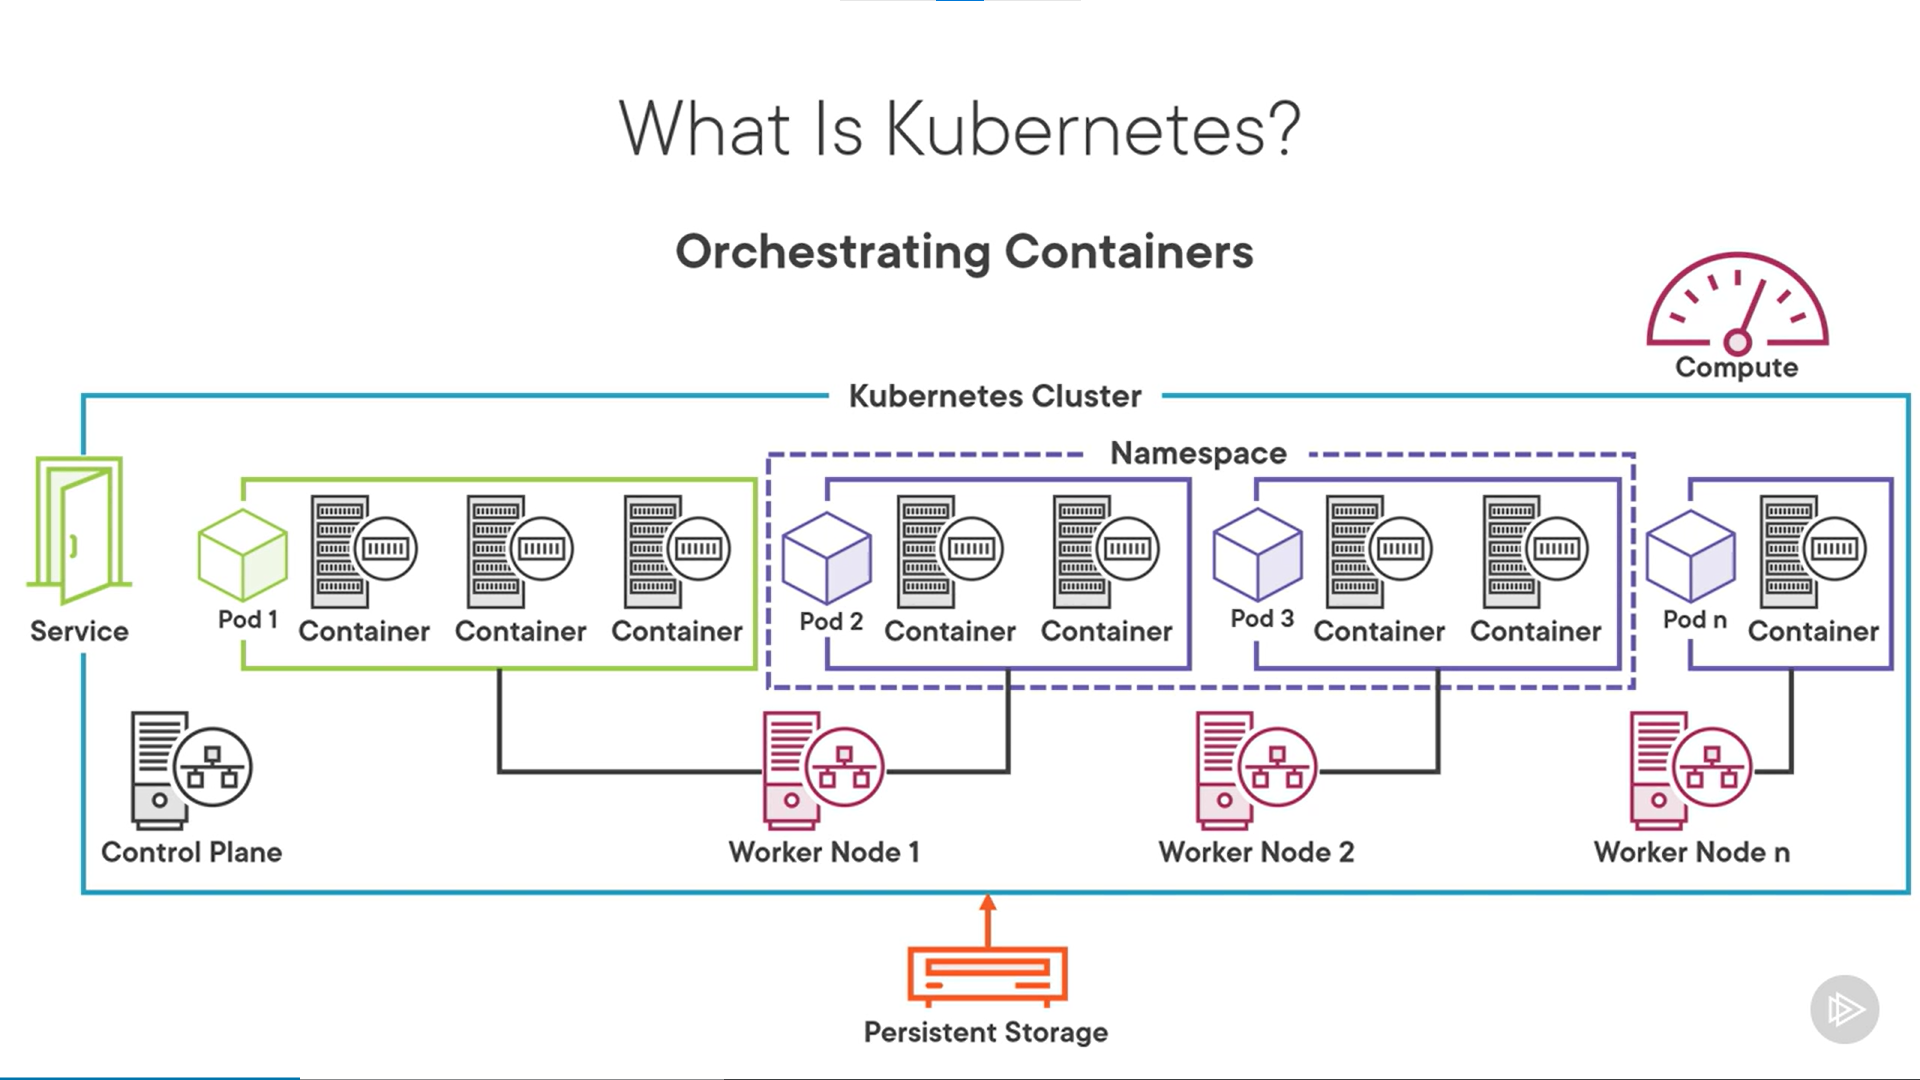 What Is Kubernetes?
Orchestrating Containers
Compute
Kubernetes Cluster
Namespace
Service
Pod 1
Container
Container
Container
Pod 2
Container
Container
Pod 3
Container
Container
Pod n
Container
Control Plane
Worker Node 1
Worker Node 2
Worker Node n
Persistent Storage